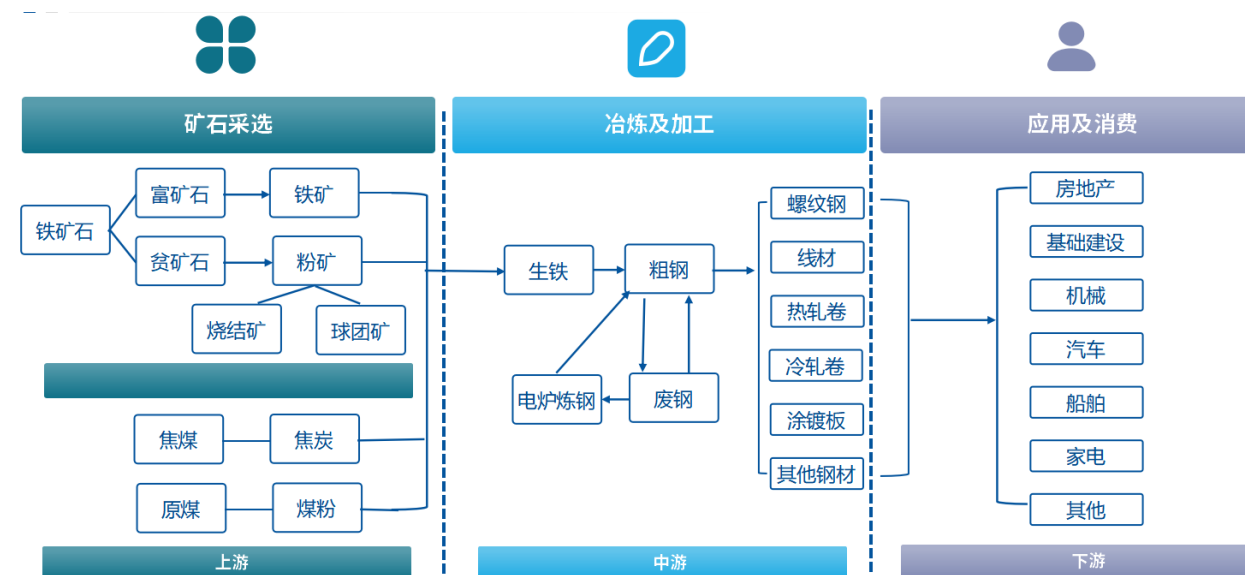 矿石采选
冶炼及加工
应用及消费
铁矿石
富矿石
铁矿
贫矿石
粉矿
烧结矿
球团矿
焦煤
焦炭
原煤
煤粉
上游
生铁
粗钢
电炉炼钢
废钢
螺纹钢
线材
热轧卷
冷轧卷
涂镀板
其他钢材
中游
房地产
基础建设
机械
汽车
船舶
家电
其他
下游